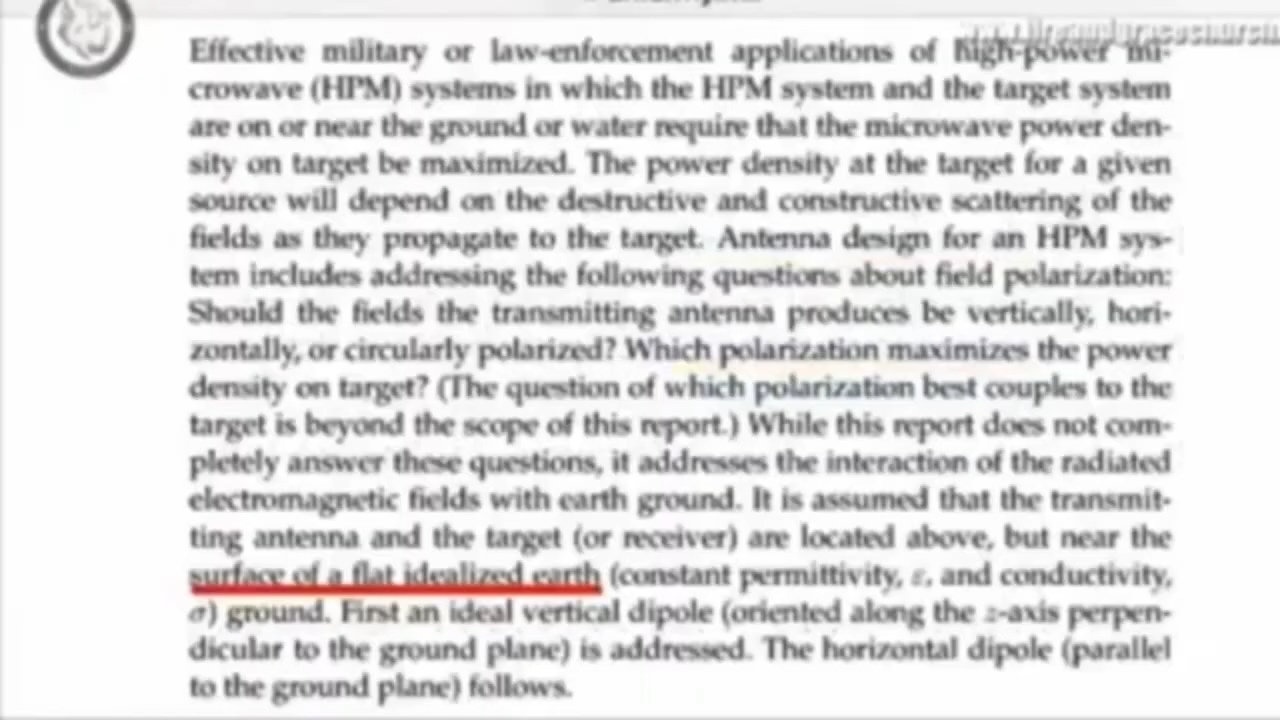 Effective military or law-enforcement applications of high-power mi-
crowave (HPM) systems in which the HPM system and the target system
are on or near the ground or water require that the microwave power den-
sity on target be maximized. The power density at the target for a given
source will depend on the destructive and constructive scattering of the
fields as they propagate to the target. Antenna design for an HPM sys-
tem includes addressing the following questions about field polarization:
Should the fields the transmitting antenna produces be vertically, hori-
zontally, or circularly polarized? Which polarization maximizes the power
density on target? (The question of which polarization best couples to the
target is beyond the scope of this report.) While this report does not com-
pletely answer these questions, it addresses the interaction of the radiated
electromagnetic fields with earth ground. It is assumed that the transmit-
ting antenna and the target (or receiver) are located above, but near the
surface of a flat idealized earth (constant permittivity, ε, and conductivity,
σ) ground. First an ideal vertical dipole (oriented along the z-axis perpen-
dicular to the ground plane) is addressed. The horizontal dipole (parallel
to the ground plane) follows.